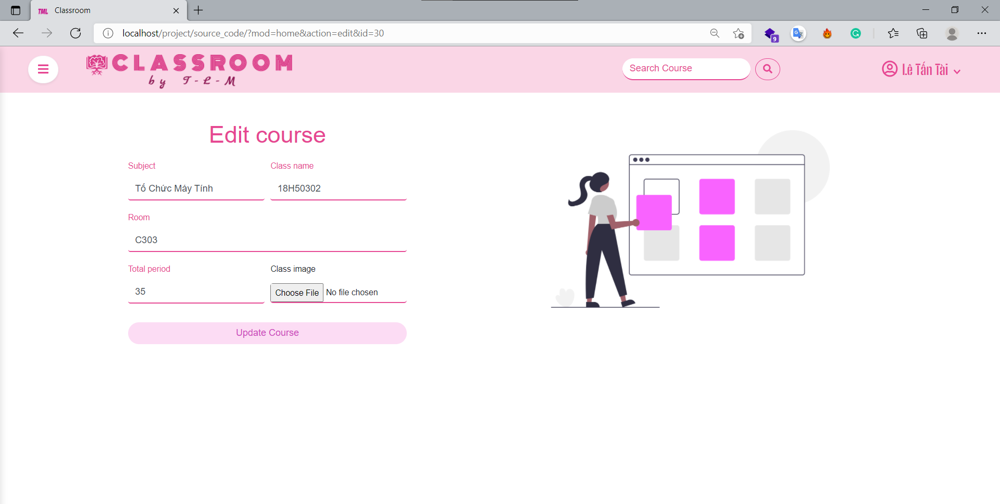 TML Classroom
localhost/project/source_code/?mod=home&action=edit&id=30
9
CLASSROOM
by T-L-M
Search Course
Lê Tấn Tài
Edit course
Subject Class name
Tổ Chức Máy Tính 18H50302
Room
C303
Total period Class image
35 Choose File No file chosen
Update Course